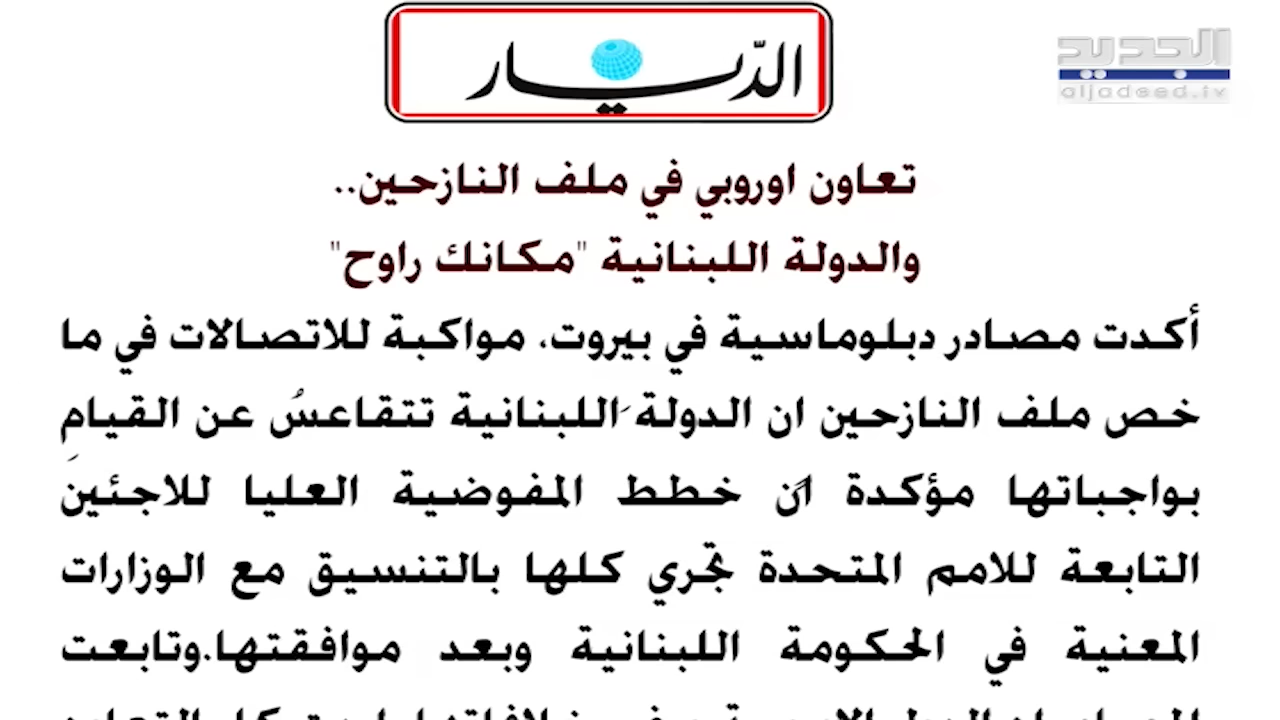 الديار
الجديد
aljadeed.tv
تعاون اوروبي في ملف النازحين..
والدولة اللبنانية "مكانك راوح"
أكدت مصادر دبلوماسية في بيروت، مواكبة للاتصالات في ما
خص ملف النازحين ان الدولةَ اللبنانية تتقاعسُ عن القيامِ
بواجباتها مؤكدة أن خطط المفوضية العليا للاجئينَ
التابعة للامم المتحدة تجري كلها بالتنسيق مع الوزارات
المعنية في الحكومة اللبنانية وبعد موافقتها.وتابعت